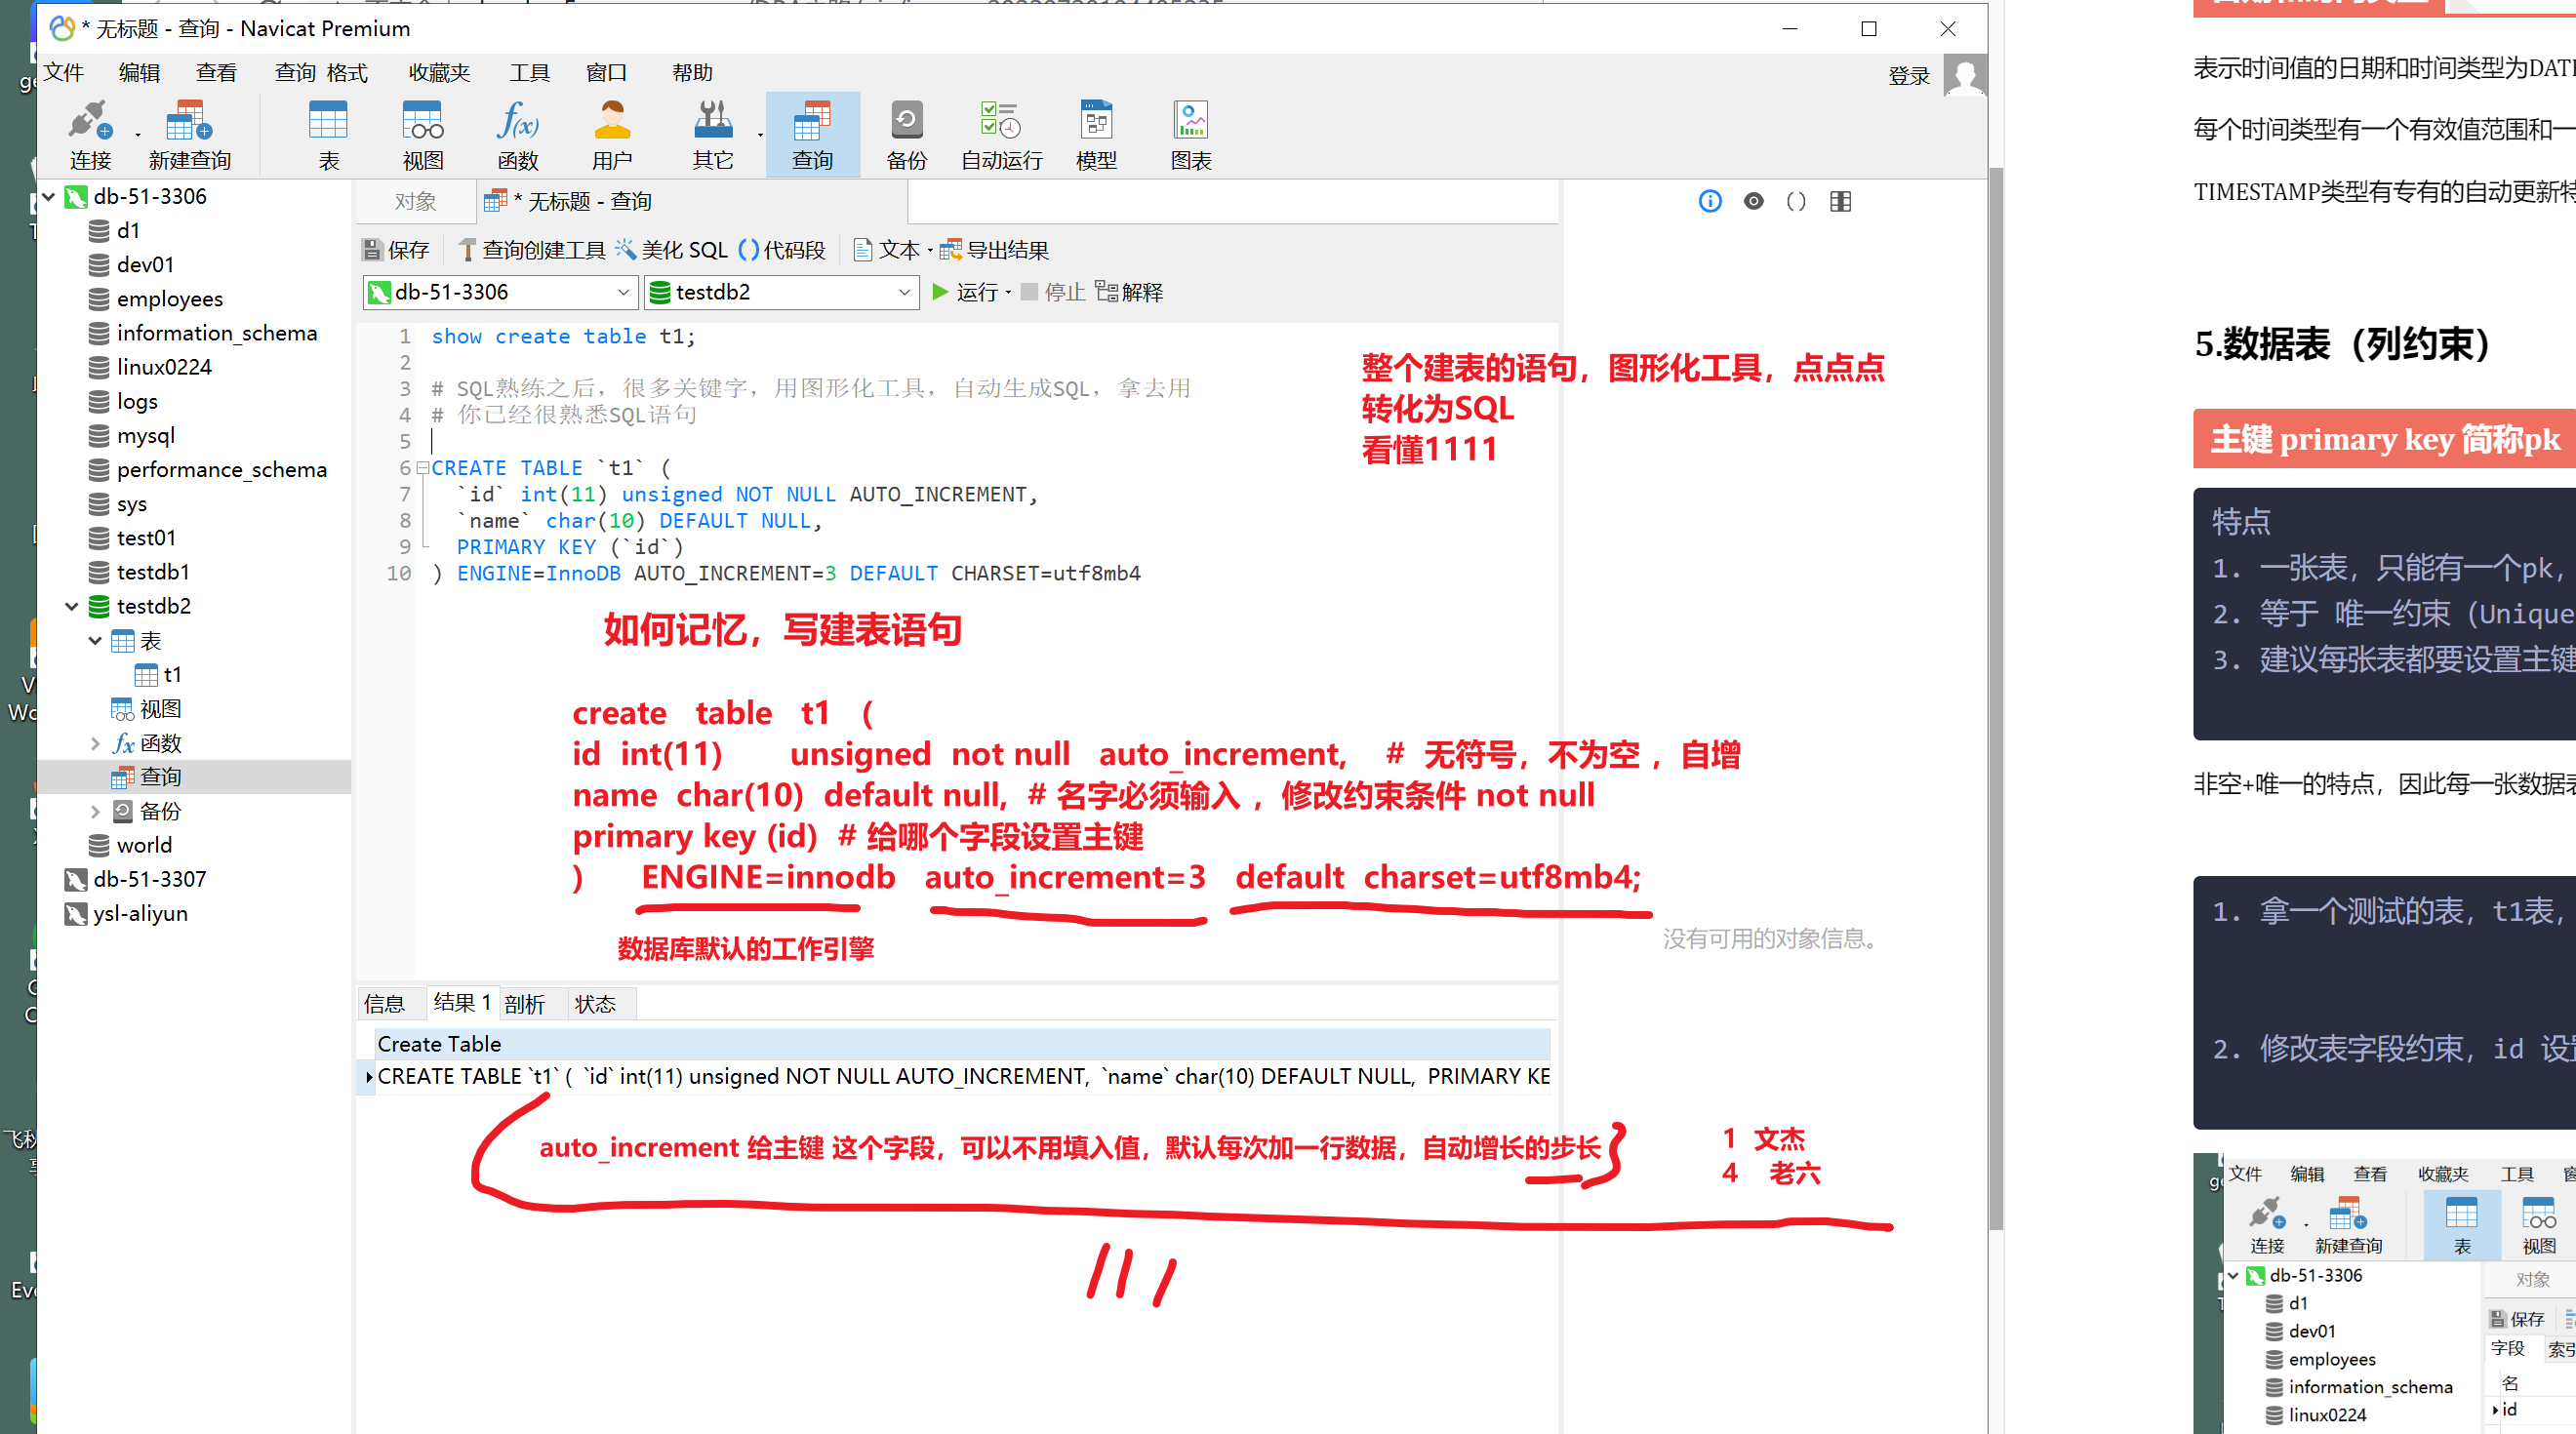 * 无标题 - 查询 - Navicat Premium
文件 编辑 查看 查询 格式 收藏夹 工具 窗口 帮助
登录
连接 新建查询 表 视图 函数 用户 其它 查询 备份 自动运行 模型 图表
db-51-3306
d1
dev01
employees
information_schema
linux0224
logs
mysql
performance_schema
sys
test01
testdb1
testdb2
表
t1
视图
函数
查询
备份
world
db-51-3307
ysl-aliyun
对象 * 无标题 - 查询
保存 查询创建工具 美化 SQL () 代码段 文本 导出结果
db-51-3306 testdb2 运行 停止 解释
1 show create table t1;
2
3 # SQL熟练之后，很多关键字，用图形化工具，自动生成SQL，拿去用
4 # 你已经很熟悉SQL语句
5
6 CREATE TABLE `t1` (
7 `id` int(11) unsigned NOT NULL AUTO_INCREMENT,
8 `name` char(10) DEFAULT NULL,
9 PRIMARY KEY (`id`)
10 ) ENGINE=InnoDB AUTO_INCREMENT=3 DEFAULT CHARSET=utf8mb4
整个建表的语句，图形化工具，点点点
转化为SQL
看懂1111
如何记忆，写建表语句
create table t1 (
id int(11) unsigned not null auto_increment, # 无符号，不为空 ，自增
name char(10) default null, # 名字必须输入 ，修改约束条件 not null
primary key (id) # 给哪个字段设置主键
) ENGINE=innodb auto_increment=3 default charset=utf8mb4;
数据库默认的工作引擎
没有可用的对象信息。
信息 结果 1 剖析 状态
Create Table
CREATE TABLE `t1` ( `id` int(11) unsigned NOT NULL AUTO_INCREMENT, `name` char(10) DEFAULT NULL, PRIMARY KE
auto_increment 给主键 这个字段，可以不用填入值，默认每次加一行数据，自动增长的步长
1 文杰
4 老六
表示时间值的日期和时间类型为DAT
每个时间类型有一个有效值范围和一
TIMESTAMP类型有专有的自动更新特
5.数据表（列约束）
主键 primary key 简称pk
特点
1. 一张表，只能有一个pk，
2. 等于 唯一约束（Unique
3. 建议每张表都要设置主键
非空+唯一的特点，因此每一张数据表
1. 拿一个测试的表，t1表，
2. 修改表字段约束，id 设置
文件 编辑 查看 收藏夹 工具
连接 新建查询 表 视图
db-51-3306
d1
dev01
employees
information_schema
linux0224
对象
保存
字段 索引
名
id